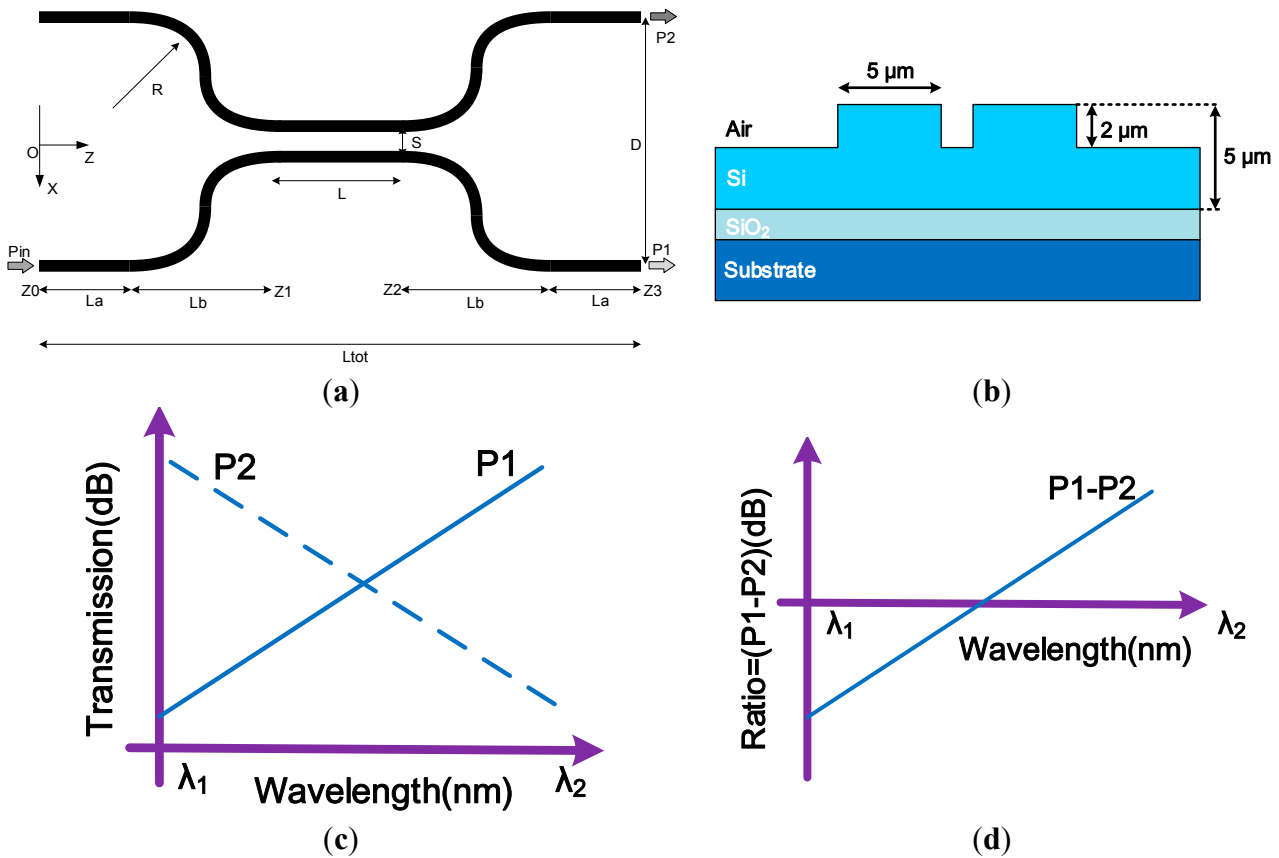 P2
R
O
Z
X
S
D
L
Pin
P1
Z0
Z1
Z2
Z3
La
Lb
Lb
La
Ltot
(a)
5 μm
Air
2 μm
5 μm
Si
SiO₂
Substrate
(b)
Transmission(dB)
P2
P1
λ₁
Wavelength(nm)
λ₂
(c)
Ratio=(P1-P2)(dB)
P1-P2
λ₁
λ₂
Wavelength(nm)
(d)